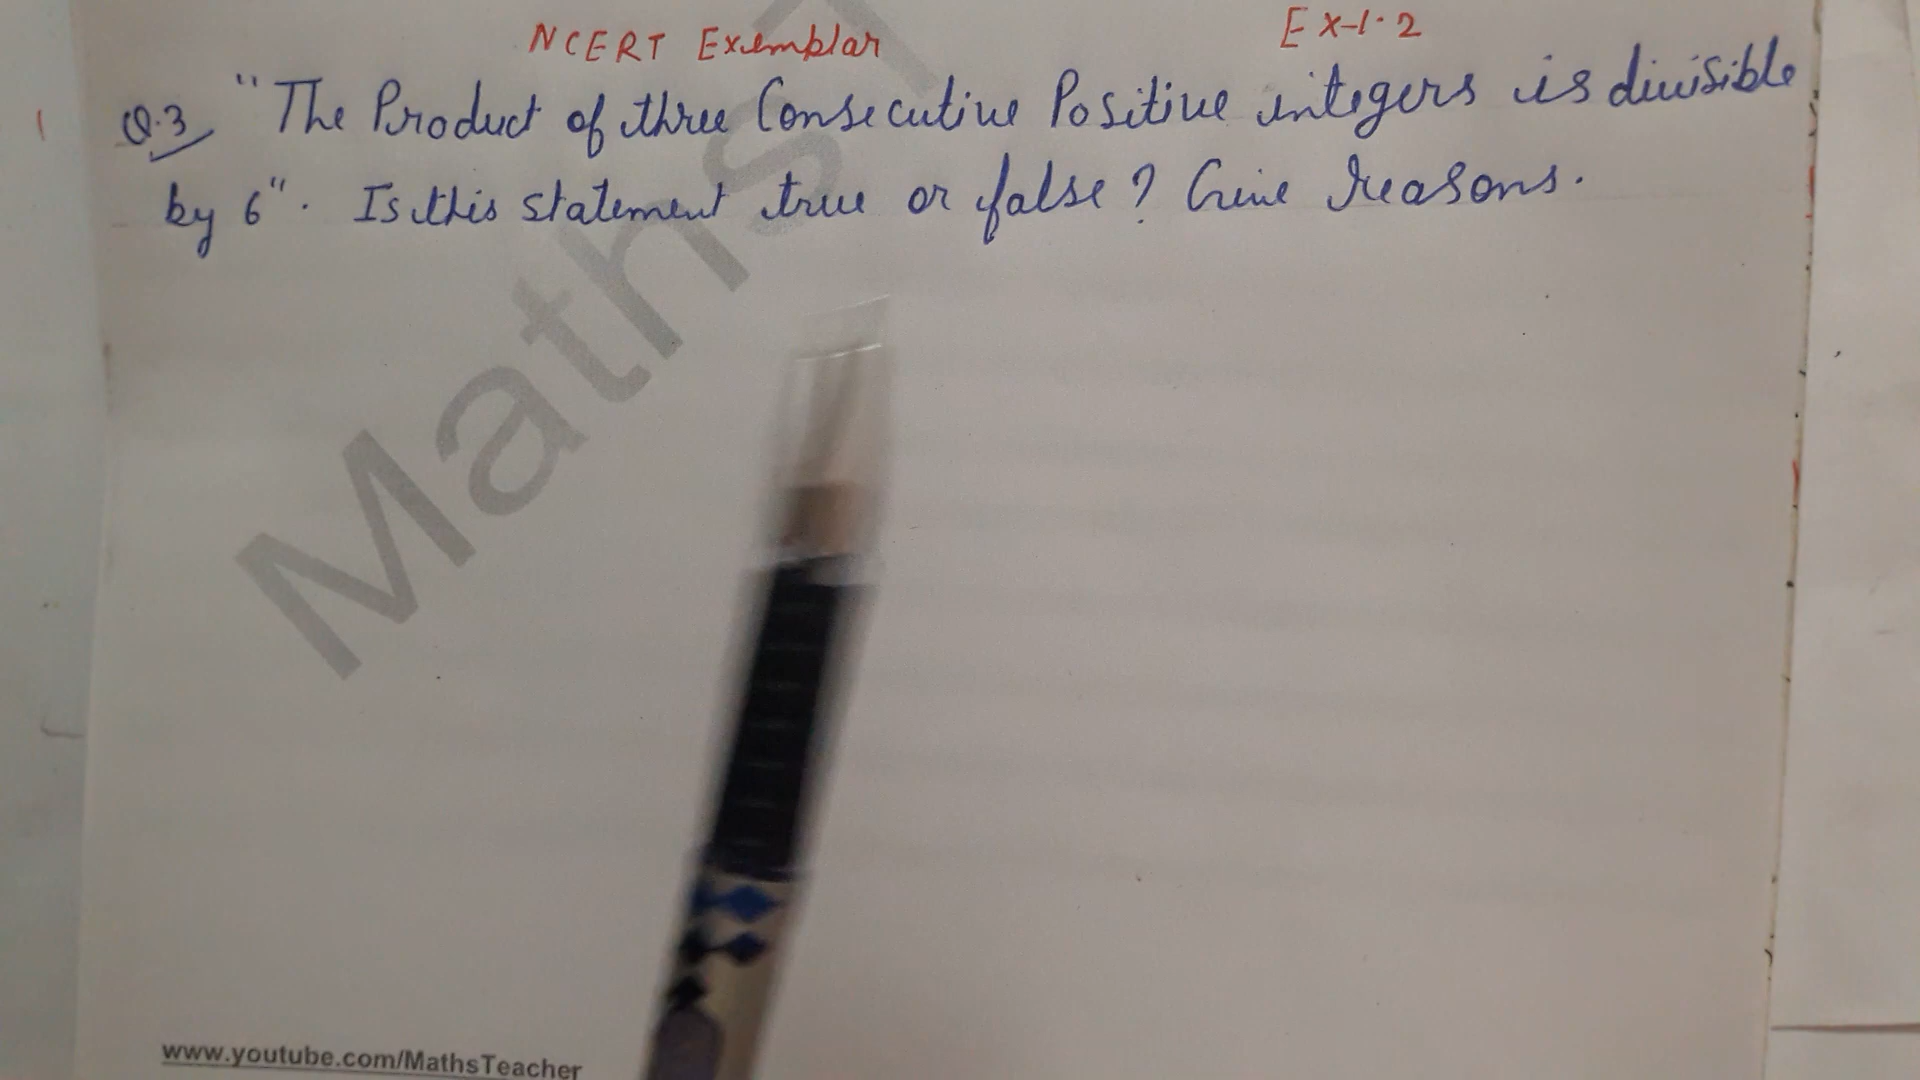 NCERT Exemplar Ex-1.2
Q.3 "The Product of three Consecutive Positive integers is divisible
by 6". Is this statement true or false? Give Reasons.
Maths T
www.youtube.com/MathsTeacher